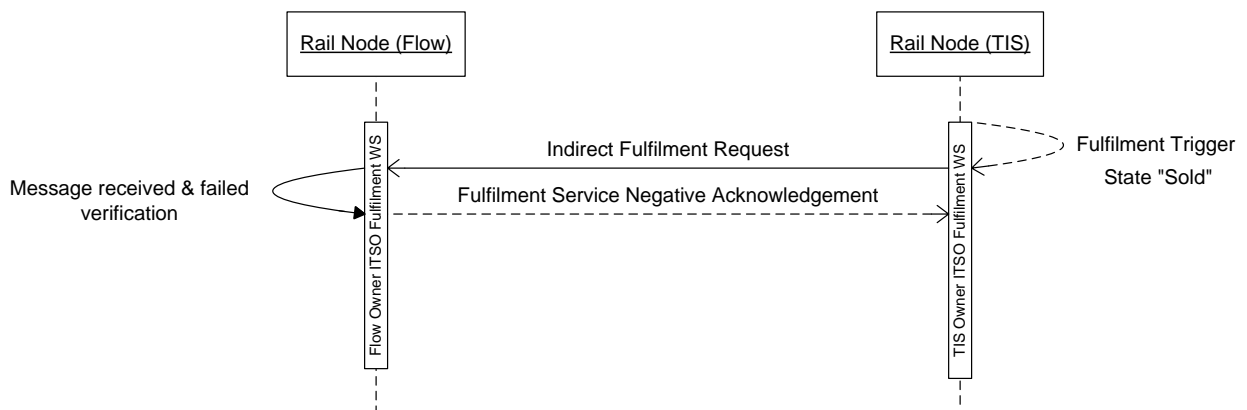 Rail Node (Flow)
Rail Node (TIS)
Indirect Fulfilment Request
Fulfilment Trigger
State "Sold"
Message received & failed
verification
Fulfilment Service Negative Acknowledgement
Flow Owner ITSO Fulfilment WS
TIS Owner ITSO Fulfilment WS